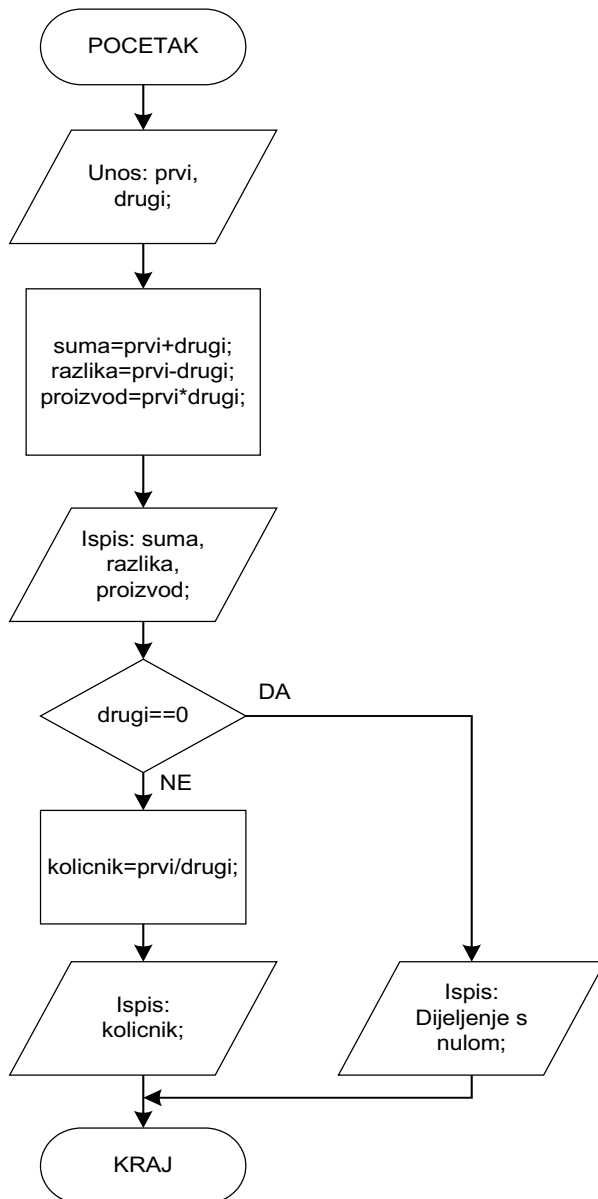 POCETAK
Unos: prvi,
drugi;
suma=prvi+drugi;
razlika=prvi-drugi;
proizvod=prvi*drugi;
Ispis: suma,
razlika,
proizvod;
drugi==0
DA
NE
kolicnik=prvi/drugi;
Ispis:
kolicnik;
Ispis:
Dijeljenje s
nulom;
KRAJ